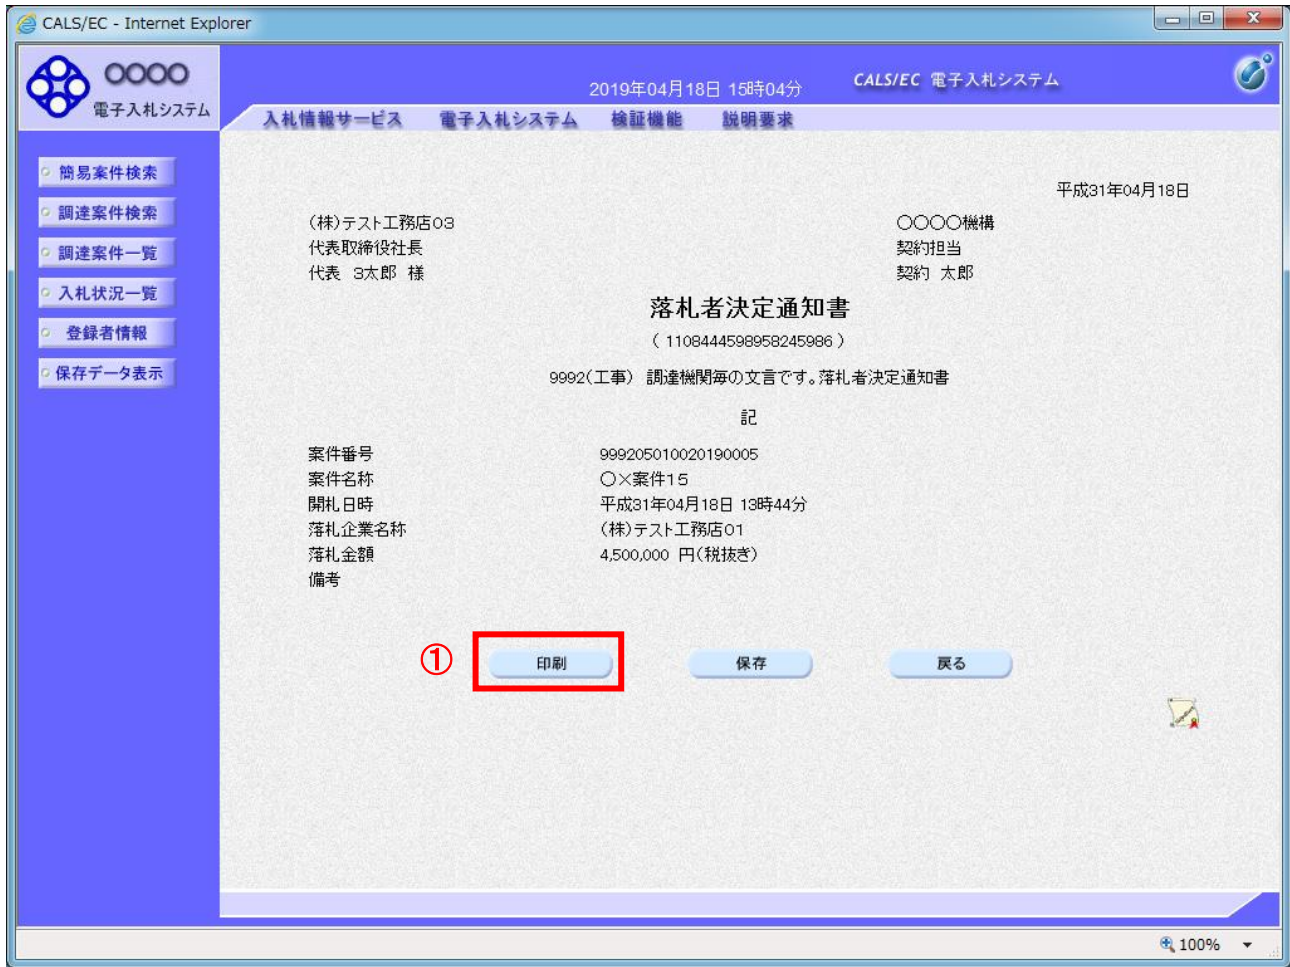 CALS/EC - Internet Explorer
○○○○
電子入札システム
2019年04月18日 15時04分
CALS/EC 電子入札システム
入札情報サービス 電子入札システム 検証機能 説明要求
簡易案件検索
調達案件検索
調達案件一覧
入札状況一覧
登録者情報
保存データ表示
平成31年04月18日
(株)テスト工務店03
代表取締役社長
代表 3太郎 様
○○○○機構
契約担当
契約 太郎
落札者決定通知書
( 1108444598958245986 )
9992(工事) 調達機関毎の文言です。落札者決定通知書
記
案件番号 999205010020190005
案件名称 ○×案件15
開札日時 平成31年04月18日 13時44分
落札企業名称 (株)テスト工務店01
落札金額 4,500,000 円(税抜き)
備考
① 印刷 保存 戻る
100%